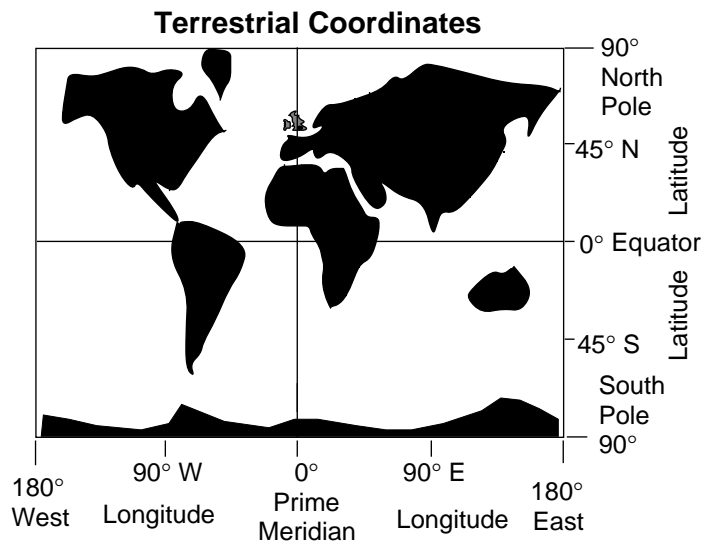 Terrestrial Coordinates
90°
North
Pole
45° N
Latitude
0° Equator
Latitude
45° S
South
Pole
90°
180°
West
90° W
Longitude
0°
Prime
Meridian
90° E
Longitude
180°
East